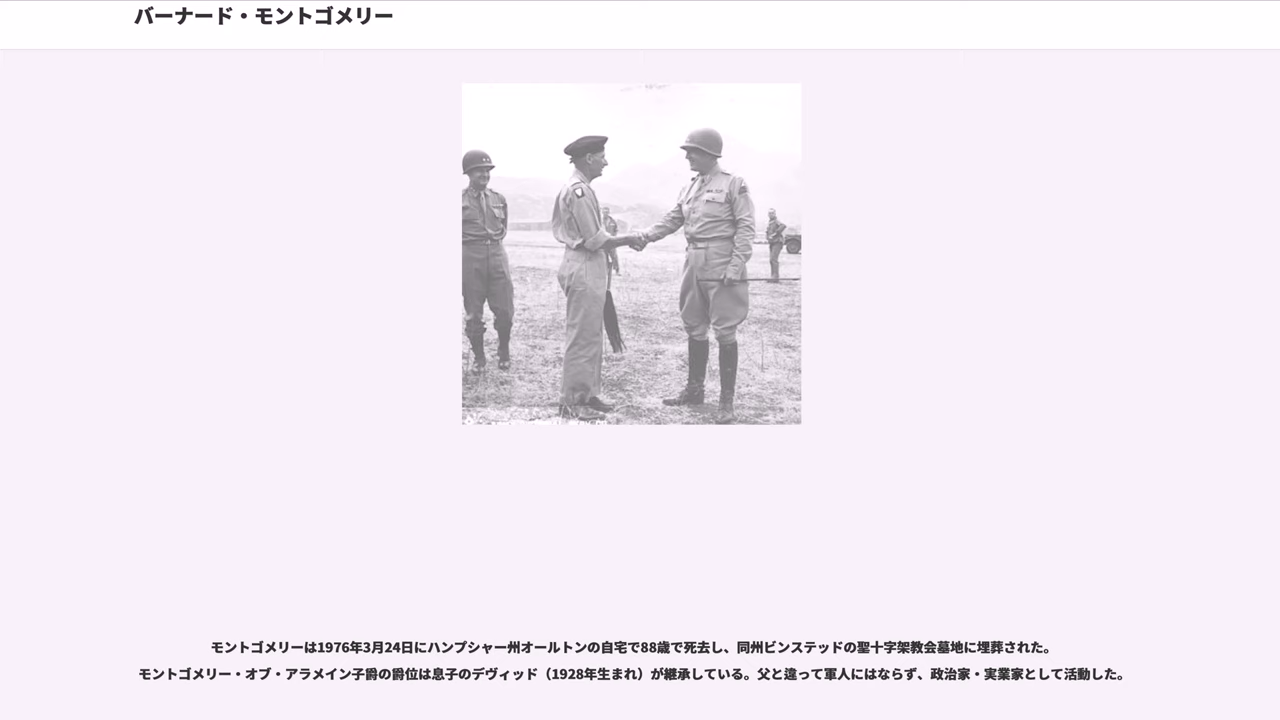 バーナード・モントゴメリー
モントゴメリーは1976年3月24日にハンプシャー州オールトンの自宅で88歳で死去し、同州ビンステッドの聖十字架教会墓地に埋葬された。
モントゴメリー・オブ・アラメイン子爵の爵位は息子のデヴィッド（1928年生まれ）が継承している。父と違って軍人にはならず、政治家・実業家として活動した。